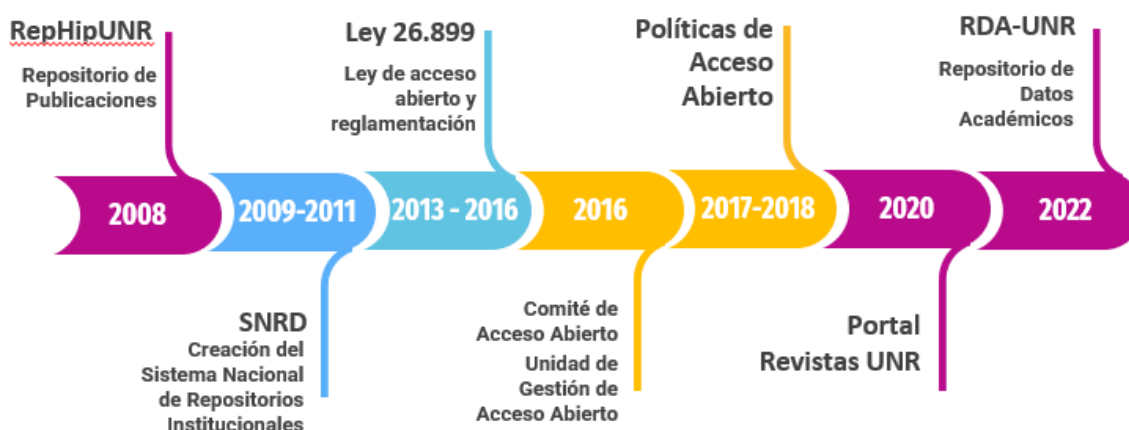 RepHipUNR
Repositorio de
Publicaciones
Ley 26.899
Ley de acceso
abierto y
reglamentación
Políticas de
Acceso
Abierto
RDA-UNR
Repositorio de
Datos
Académicos
2008
2009-2011
2013 - 2016
2016
2017-2018
2020
2022
SNRD
Creación del
Sistema Nacional
de Repositorios
Institucionales
Comité de
Acceso Abierto
Unidad de
Gestión de
Acceso Abierto
Portal
Revistas UNR